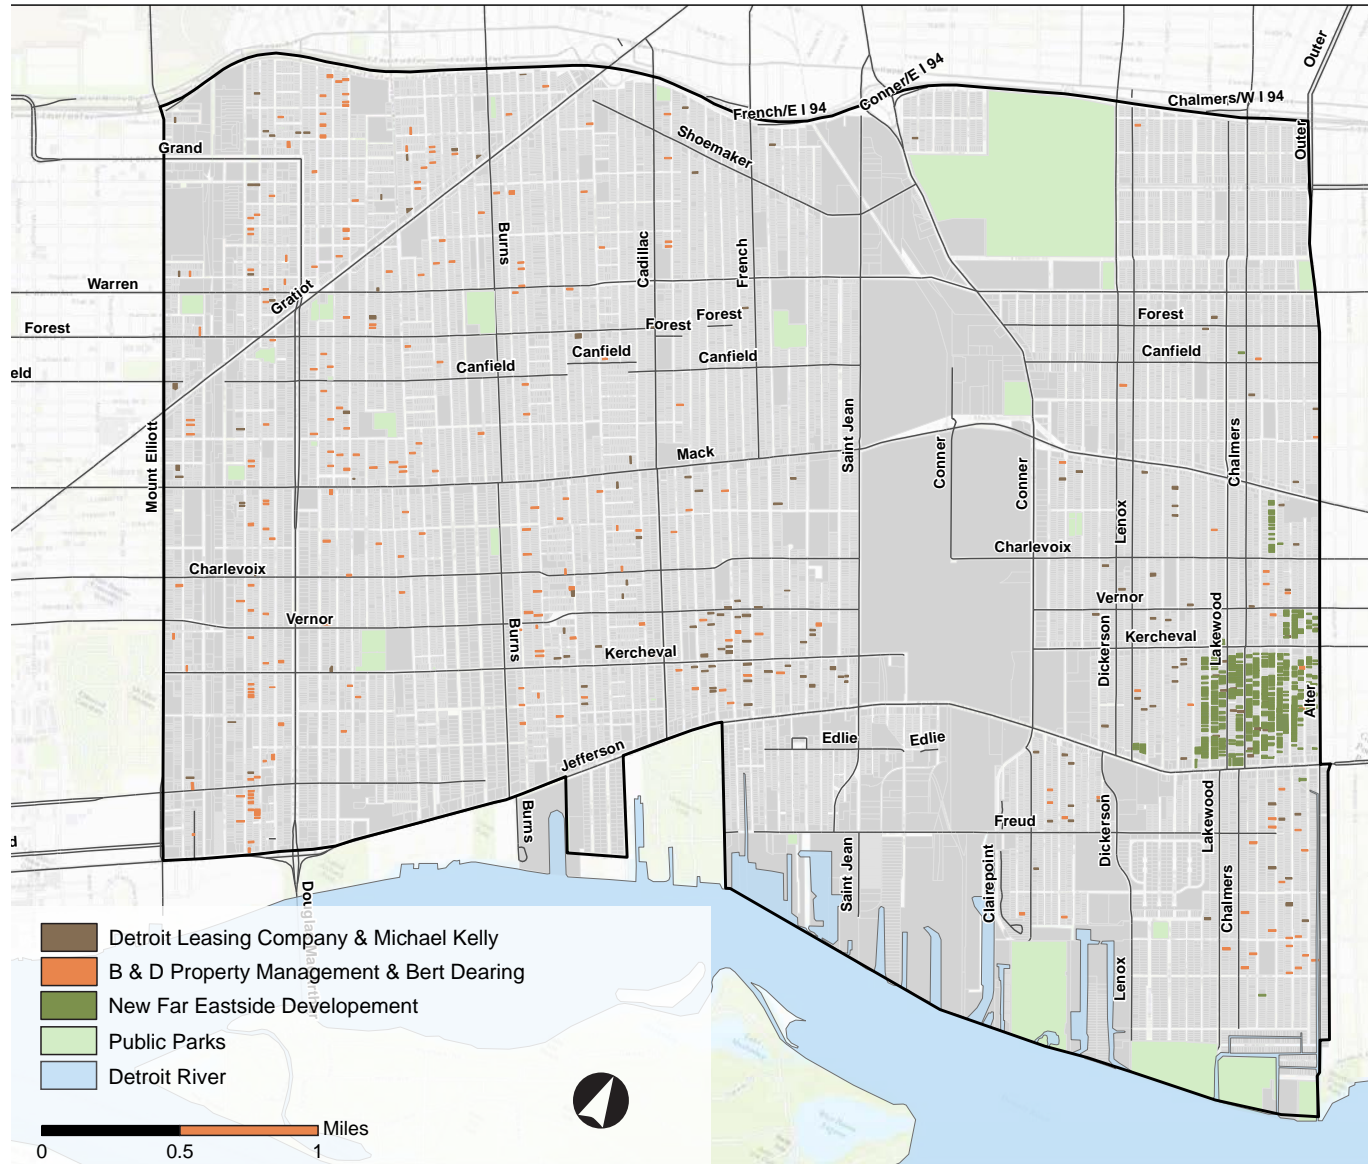 Outer
Conner/E I 94
Chalmers/W I 94
French/E I 94
Shoemaker
Outer
Grand
Burns
Cadillac
French
Warren
Gratiot
Forest
Forest
Forest
Forest
Canfield
Canfield
Canfield
Canfield
eld
Mount Elliott
Mack
Saint Jean
Conner
Conner
Lenox
Chalmers
Charlevoix
Charlevoix
Vernor
Vernor
Burns
Kercheval
Kercheval
Dickerson
Lakewood
Alter
Jefferson
Edlie
Edlie
Burns
Freud
Dickerson
Lakewood
Saint Jean
Clairepoint
Chalmers
Lenox
d
Detroit Leasing Company & Michael Kelly
B & D Property Management & Bert Dearing
New Far Eastside Developement
Public Parks
Detroit River
Miles
0 0.5 1